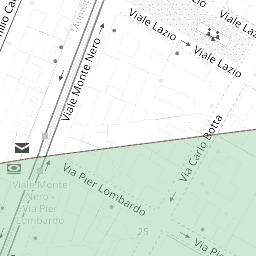 Viale Lazio
Viale Lazio
Viale Lazio
Viale Monte Nero
Via Carlo Botta
Via Pier Lombardo
Viale Monte
Nero -
Via Pier
Lombardo
25